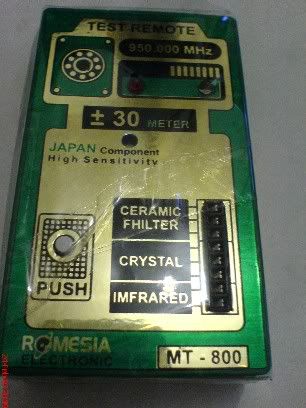 TEST-REMOTE
950.000 MHz
± 30 METER
JAPAN Component
High Sensitivity
CERAMIC
FHILTER
CRYSTAL
IMFRARED
PUSH
ROMESIA
ELECTRONIC
MT - 800